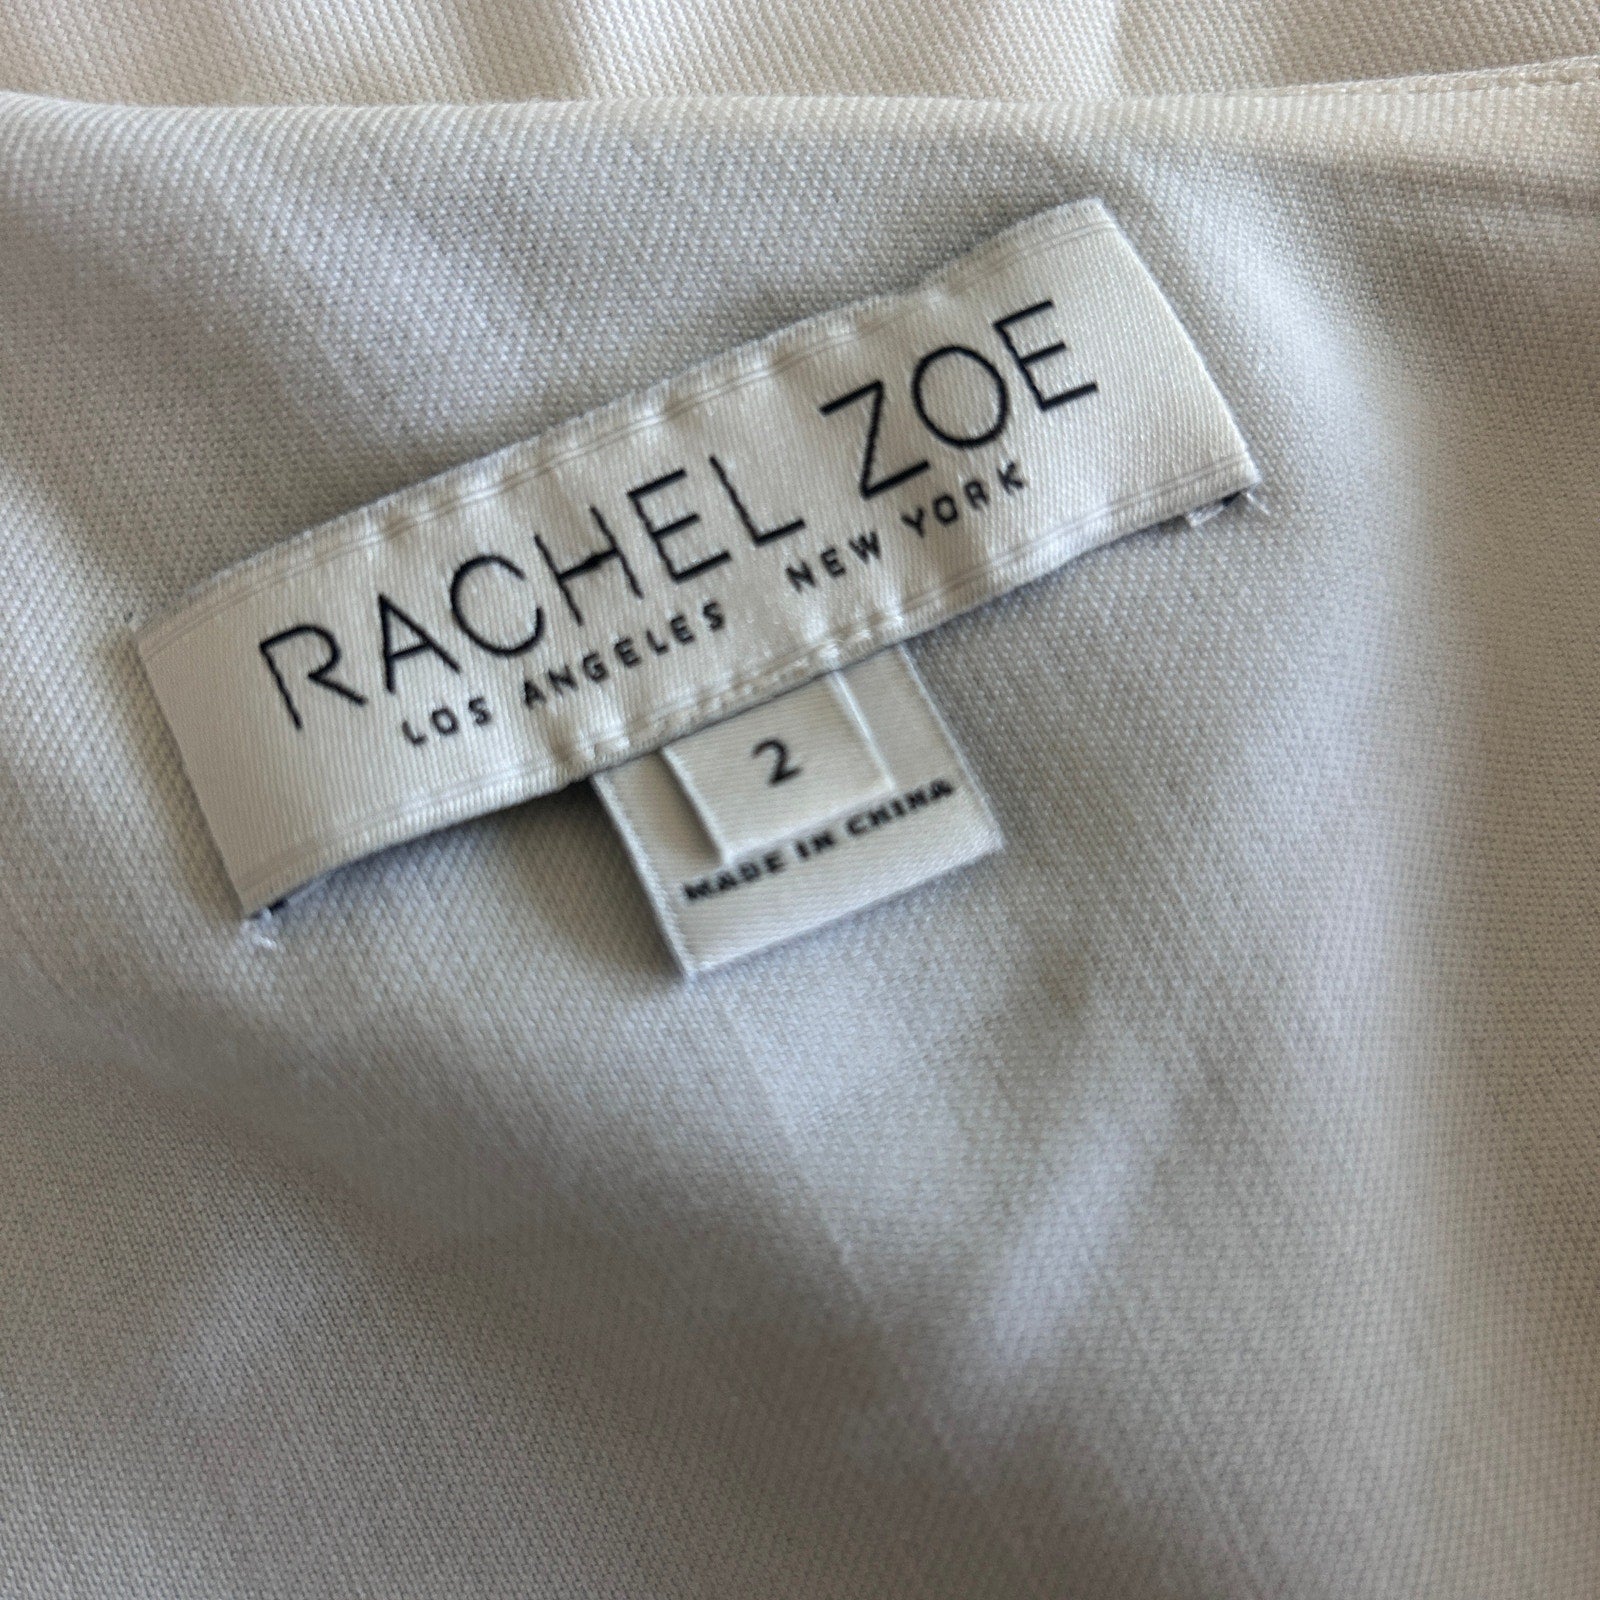 RACHEL ZOE
LOS ANGELES NEW YORK
2
MADE IN CHINA